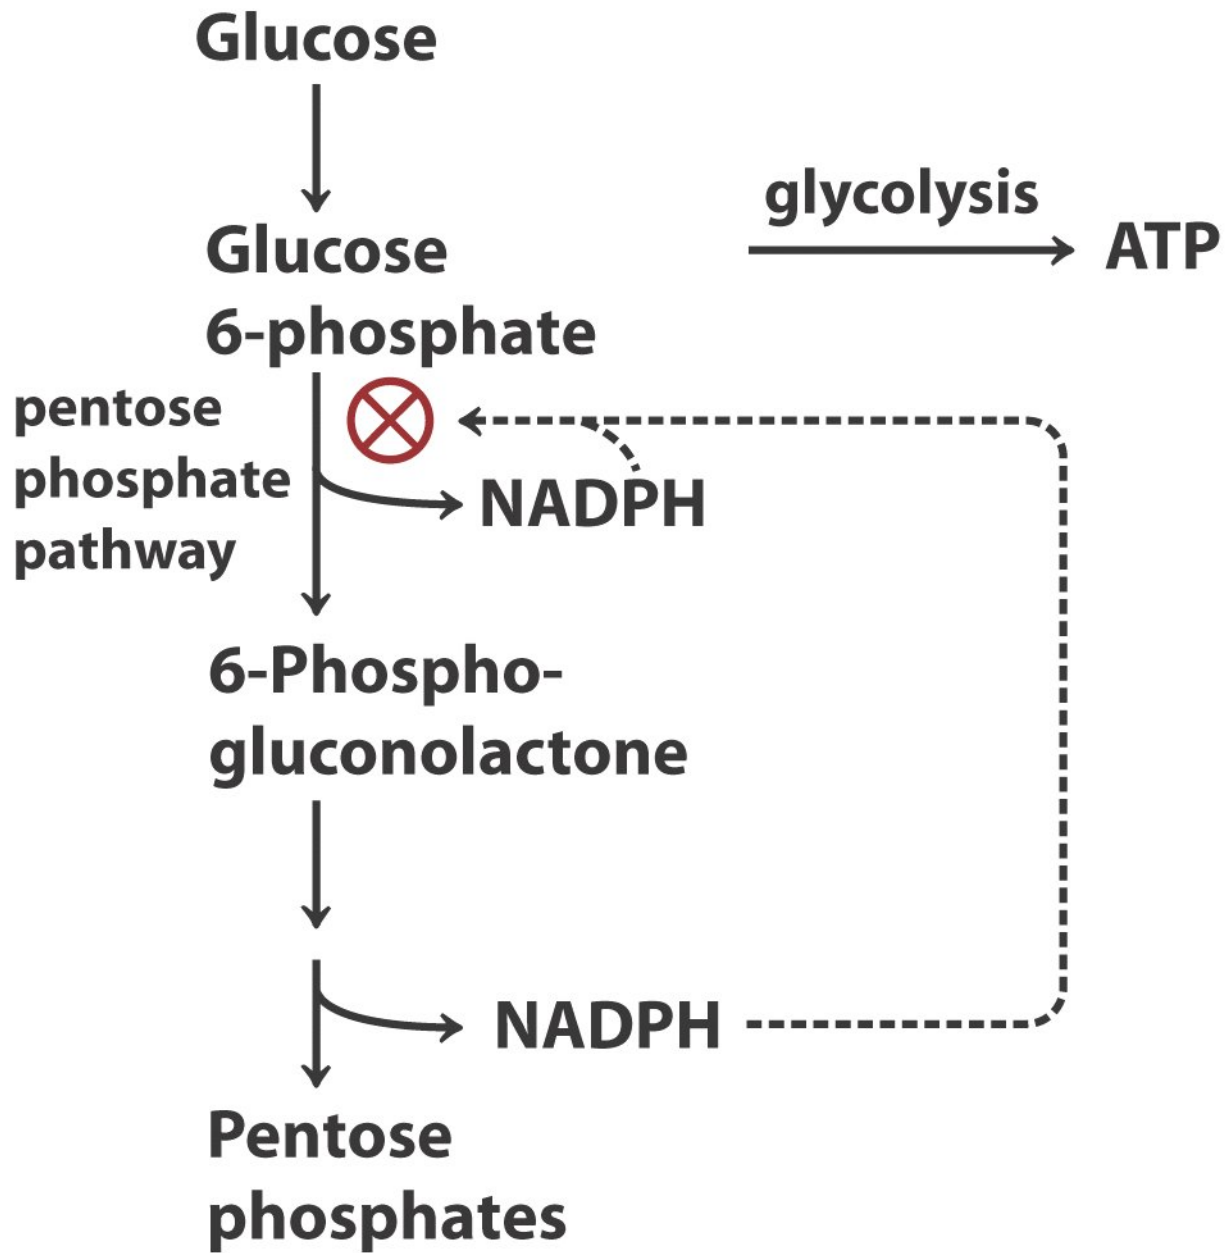 Glucose
glycolysis
ATP
Glucose
6-phosphate
pentose
phosphate
pathway
NADPH
6-Phospho-
gluconolactone
NADPH
Pentose
phosphates